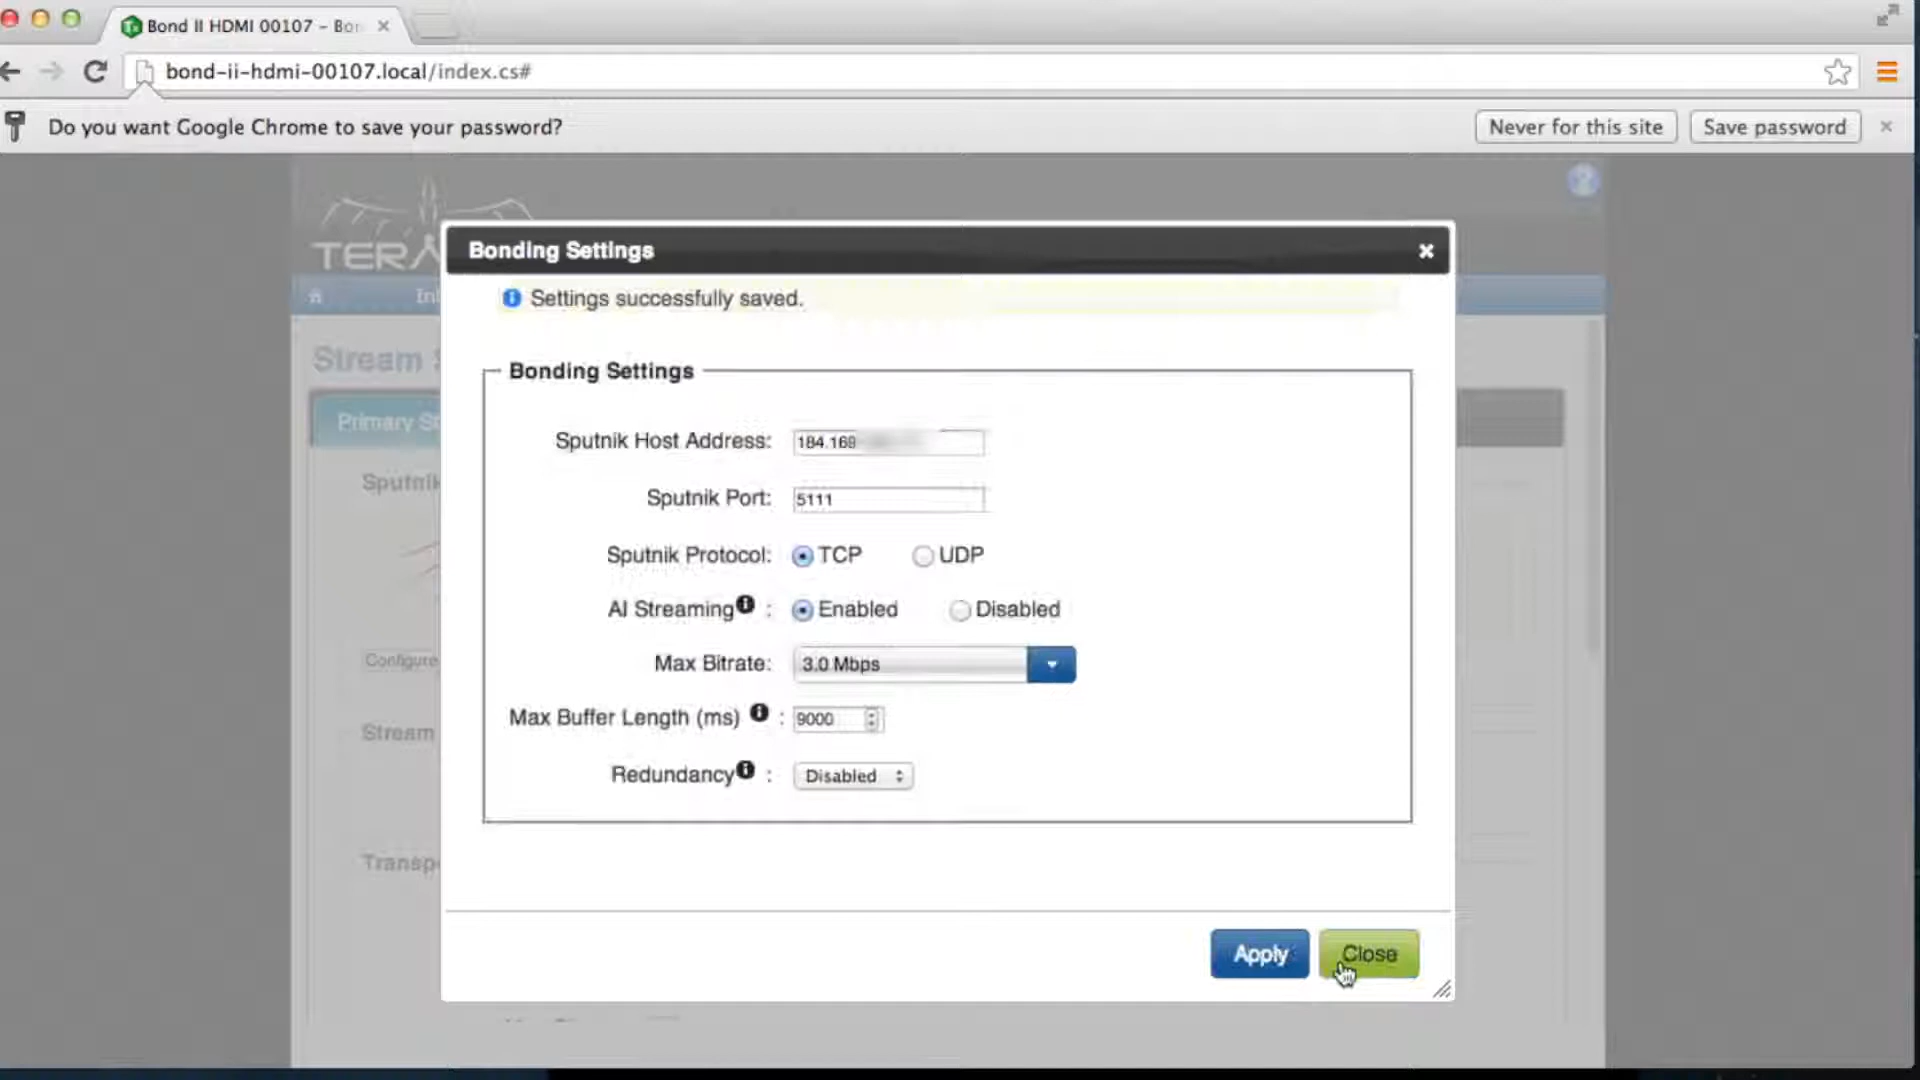 Bond II HDMI 00107 - Bon
bond-ii-hdmi-00107.local/index.cs#
Do you want Google Chrome to save your password?
Never for this site
Save password
TERA
Bonding Settings
Settings successfully saved.
Stream
Bonding Settings
Primary St
Sputnik Host Address: 184.168
Sputnik
Sputnik Port: 5111
Sputnik Protocol: TCP UDP
AI Streaming : Enabled Disabled
Configure
Max Bitrate: 3.0 Mbps
Stream
Max Buffer Length (ms) : 9000
Redundancy : Disabled
Transp
Apply
Close